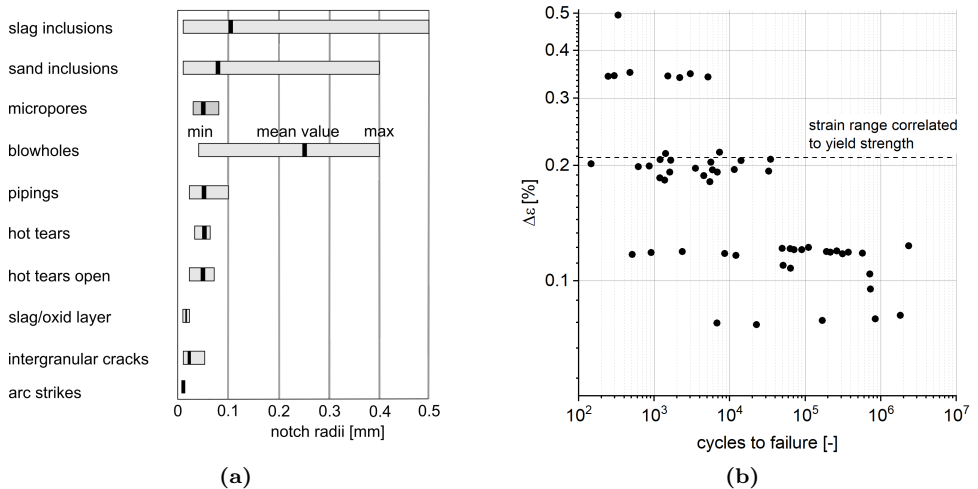 slag inclusions
sand inclusions
micropores
min mean value max
blowholes
pipings
hot tears
hot tears open
slag/oxid layer
intergranular cracks
arc strikes
0 0.1 0.2 0.3 0.4 0.5
notch radii [mm]
(a)
0.5
0.4
0.3
strain range correlated
to yield strength
0.2
0.1
Δε [%]
10² 10³ 10⁴ 10⁵ 10⁶ 10⁷
cycles to failure [-]
(b)